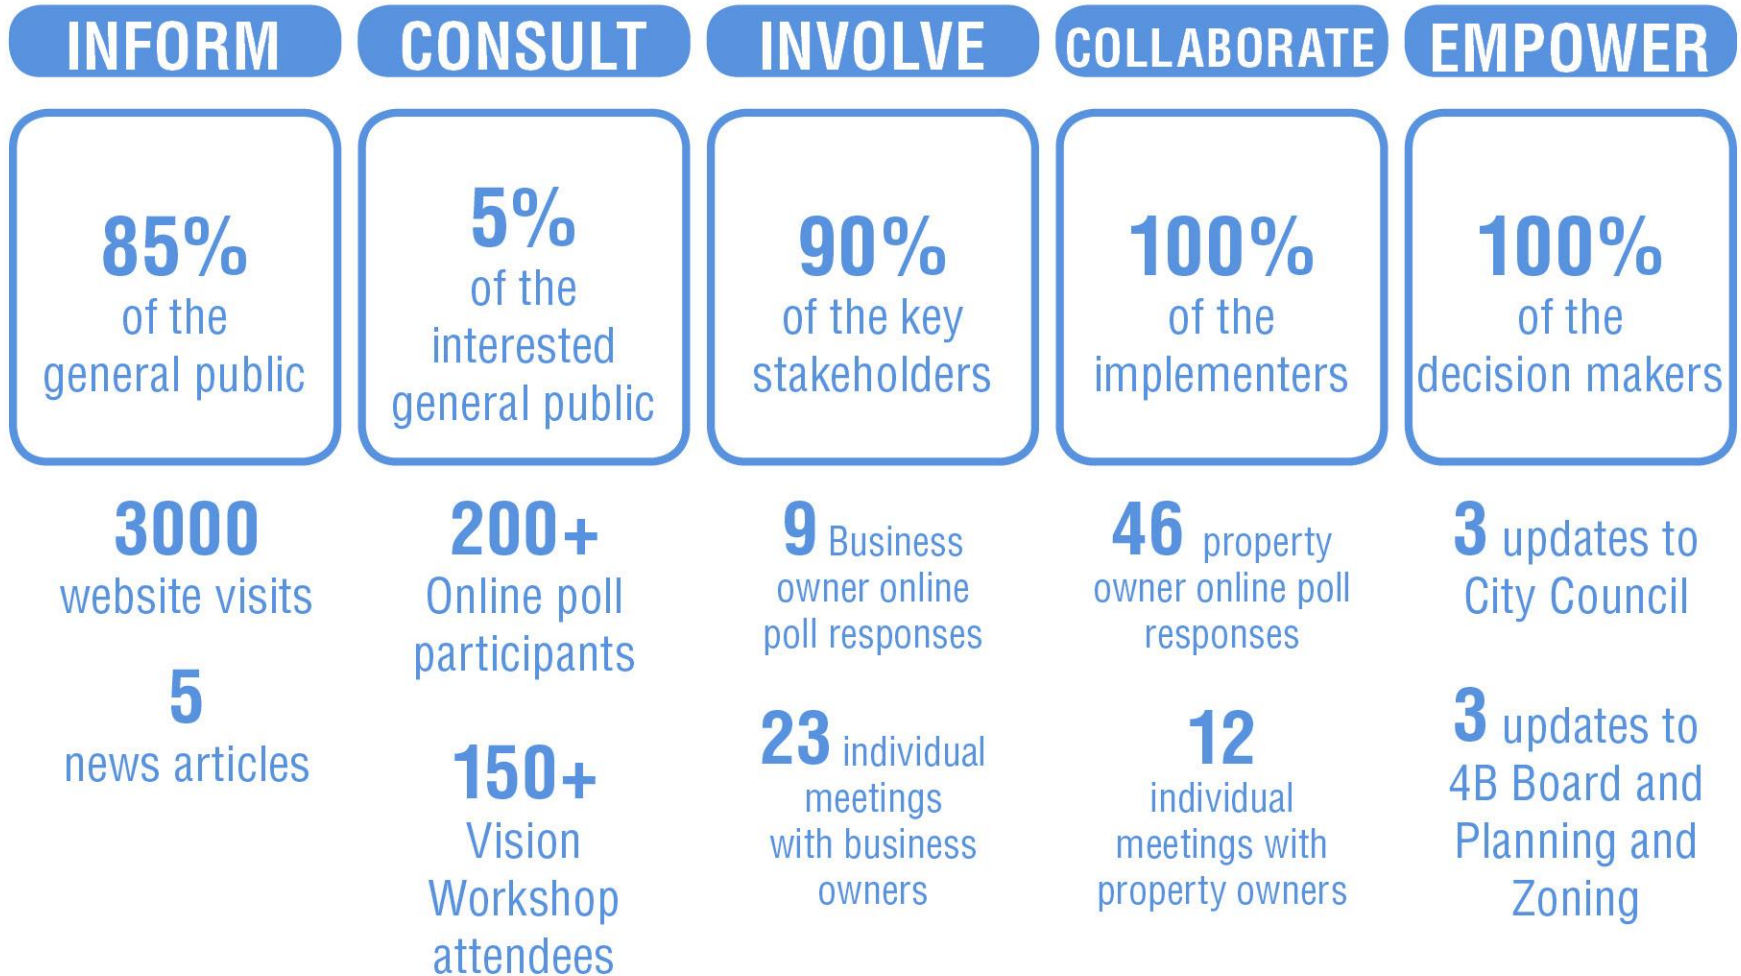 INFORM
85%
of the
general public
3000
website visits
5
news articles
CONSULT
5%
of the
interested
general public
200+
Online poll
participants
150+
Vision
Workshop
attendees
INVOLVE
90%
of the key
stakeholders
9 Business
owner online
poll responses
23 individual
meetings
with business
owners
COLLABORATE
100%
of the
implementers
46 property
owner online poll
responses
12
individual
meetings with
property owners
EMPOWER
100%
of the
decision makers
3 updates to
City Council
3 updates to
4B Board and
Planning and
Zoning